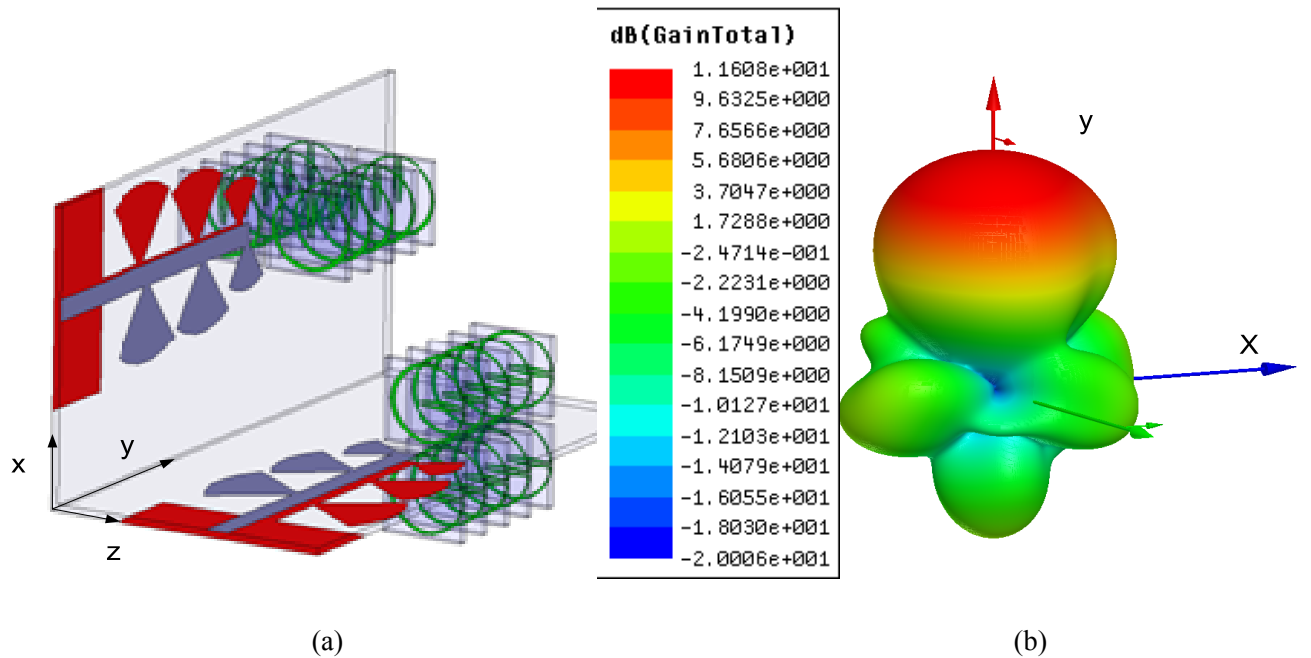 dB(GainTotal)
1.1608e+001
9.6325e+000
7.6566e+000
5.6806e+000
3.7047e+000
1.7288e+000
-2.4714e-001
-2.2231e+000
-4.1990e+000
-6.1749e+000
-8.1509e+000
-1.0127e+001
-1.2103e+001
-1.4079e+001
-1.6055e+001
-1.8030e+001
-2.0006e+001
x
y
z
y
X
(a)
(b)